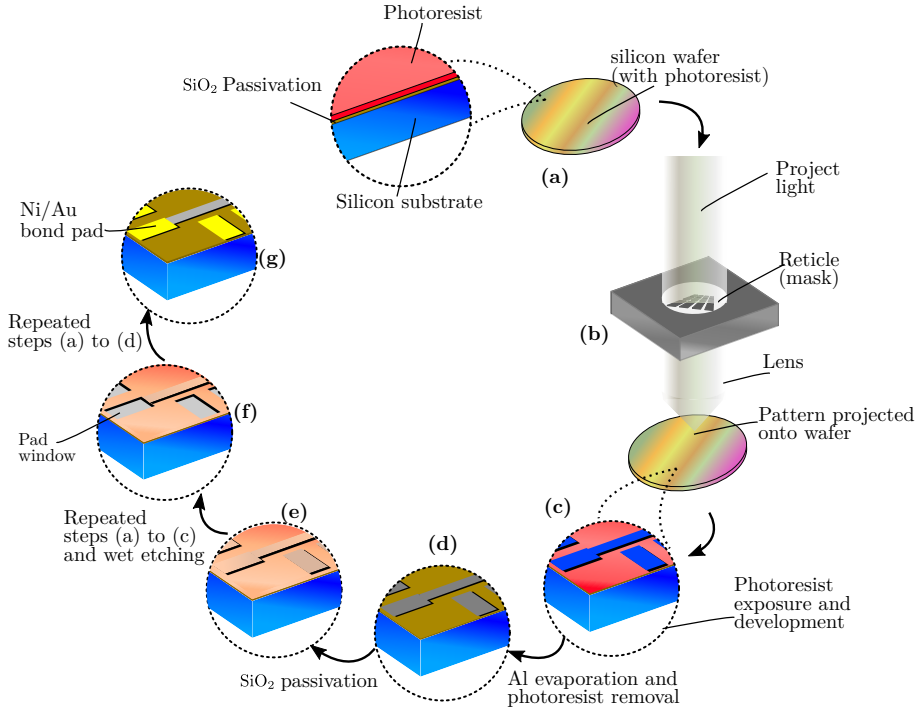 Photoresist
SiO₂ Passivation
Silicon substrate
silicon wafer
(with photoresist)
(a)
Project
light
Reticle
(mask)
(b)
Lens
Pattern projected
onto wafer
(c)
Photoresist
exposure and
development
Al evaporation and
photoresist removal
(d)
SiO₂ passivation
(e)
Repeated
steps (a) to (c)
and wet etching
(f)
Pad
window
Repeated
steps (a) to (d)
(g)
Ni/Au
bond pad